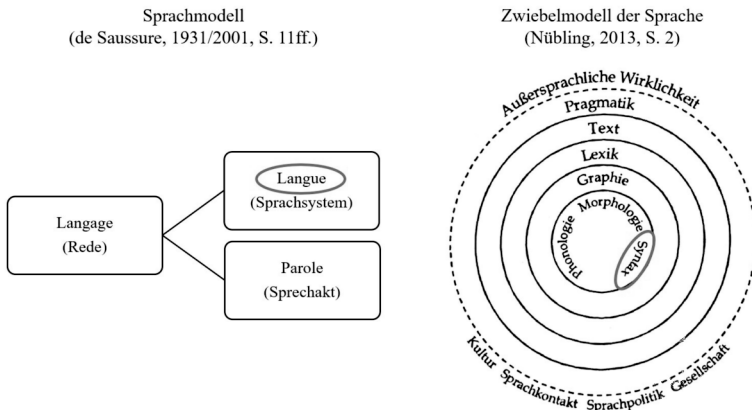 Sprachmodell
(de Saussure, 1931/2001, S. 11ff.)
Langage
(Rede)
Langue
(Sprachsystem)
Parole
(Sprechakt)
Zwiebelmodell der Sprache
(Nübling, 2013, S. 2)
Außersprachliche Wirklichkeit
Pragmatik
Text
Lexik
Graphie
Phonologie
Morphologie
Syntax
Kultur Sprachkontakt Sprachpolitik Gesellschaft